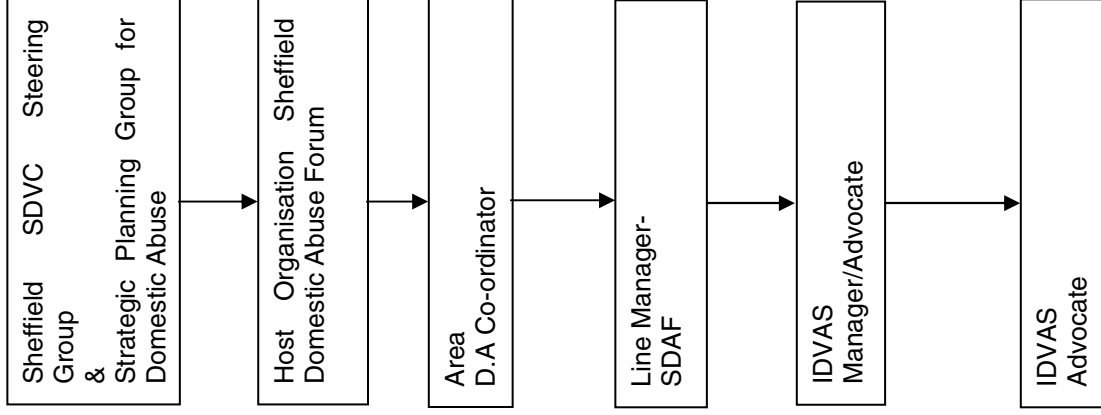 Sheffield SDVC Steering
Group
&
Strategic Planning Group for
Domestic Abuse
Host Organisation Sheffield
Domestic Abuse Forum
Area
D.A Co-ordinator
Line Manager-
SDAF
IDVAS
Manager/Advocate
IDVAS
Advocate